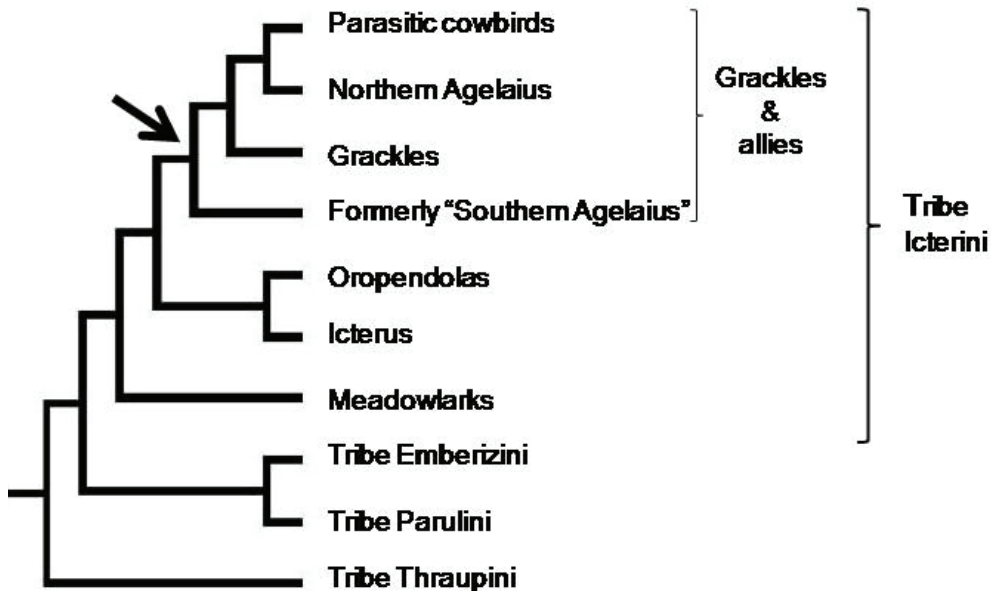 Parasitic cowbirds
Northern Agelaius
Grackles
Formerly “Southern Agelaius”
Oropendolas
Icterus
Meadowlarks
Tribe Emberizini
Tribe Parulini
Tribe Thraupini
Grackles
&
allies
Tribe
Icterini